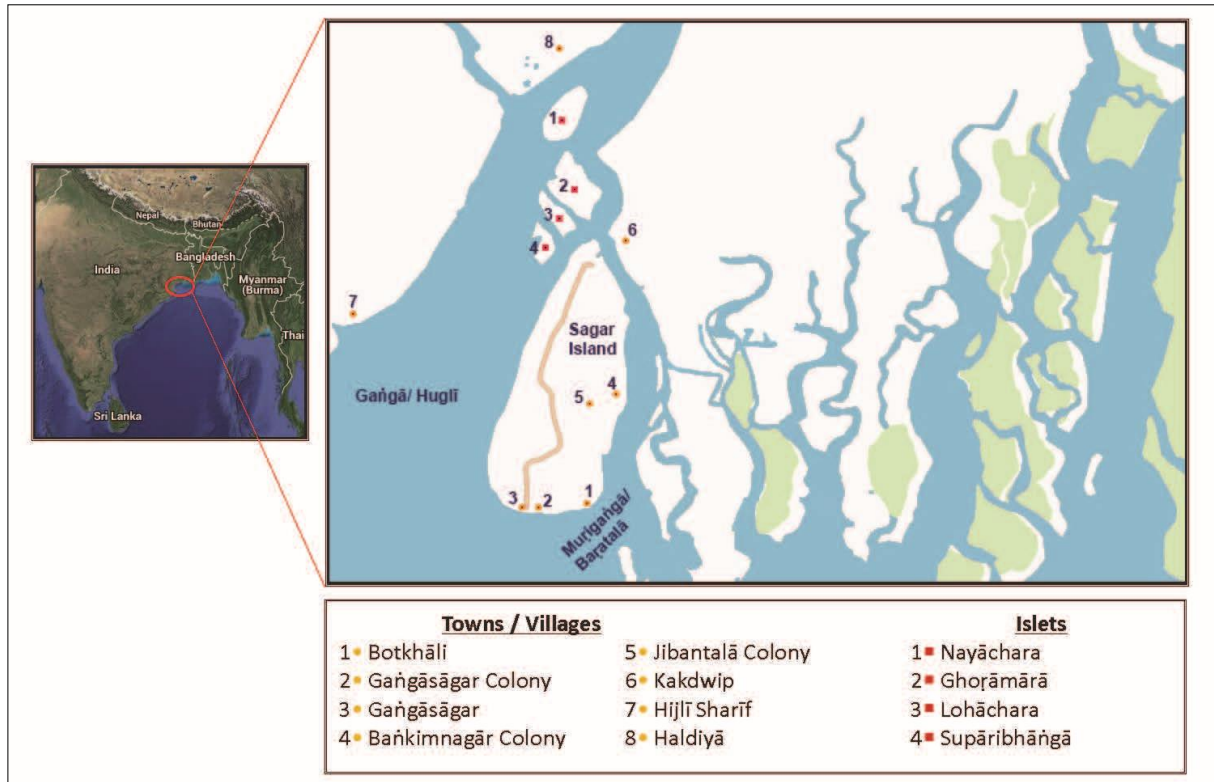 Nepal
Bhutan
Bangladesh
India
Myanmar
(Burma)
Thai
Sri Lanka
8
1
2
3
4
6
7
Sagar
Island
Gaṅgā/ Huglī
4
5
3
2
1
Muṛigaṅgā/
Baṛatalā
Towns / Villages
1 Botkhāli
2 Gaṅgāsāgar Colony
3 Gaṅgāsāgar
4 Baṅkimnagār Colony
5 Jibantalā Colony
6 Kakdwip
7 Hijlī Sharīf
8 Haldiyā
Islets
1 Nayāchara
2 Ghoṛāmārā
3 Lohāchara
4 Supāribhāṅgā